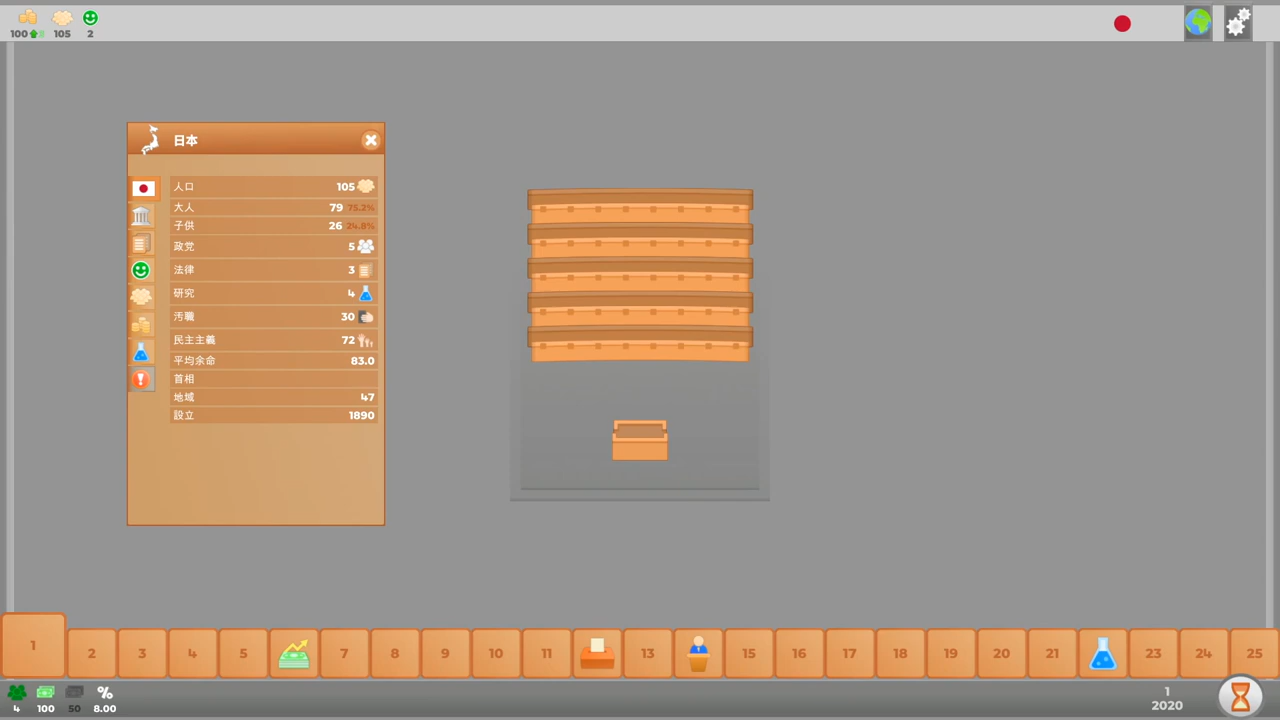 100
105
2
日本
人口 105
大人 79 75.2%
子供 26 24.8%
政党 5
法律 3
研究 4
汚職 30
民主主義 72
平均余命 83.0
首相
地域 47
設立 1890
1 2 3 4 5 7 8 9 10 11 13 15 16 17 18 19 20 21 23 24 25
4 100 50 % 8.00
1
2020